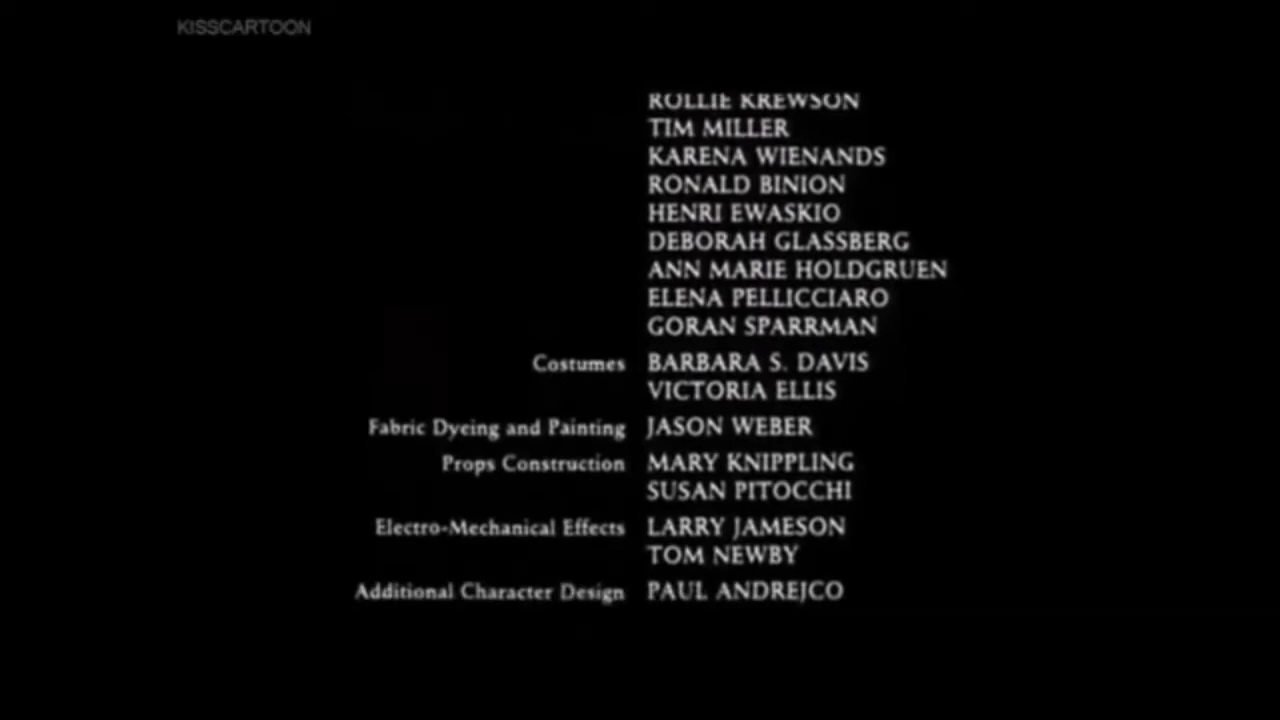 KISSCARTOON
ROLLIE KREWSON
TIM MILLER
KARENA WIENANDS
RONALD BINION
HENRI EWASKIO
DEBORAH GLASSBERG
ANN MARIE HOLDGRUEN
ELENA PELLICCIARO
GORAN SPARRMAN
Costumes BARBARA S. DAVIS
VICTORIA ELLIS
Fabric Dyeing and Painting JASON WEBER
Props Construction MARY KNIPPLING
SUSAN PITOCCHI
Electro-Mechanical Effects LARRY JAMESON
TOM NEWBY
Additional Character Design PAUL ANDREJCO